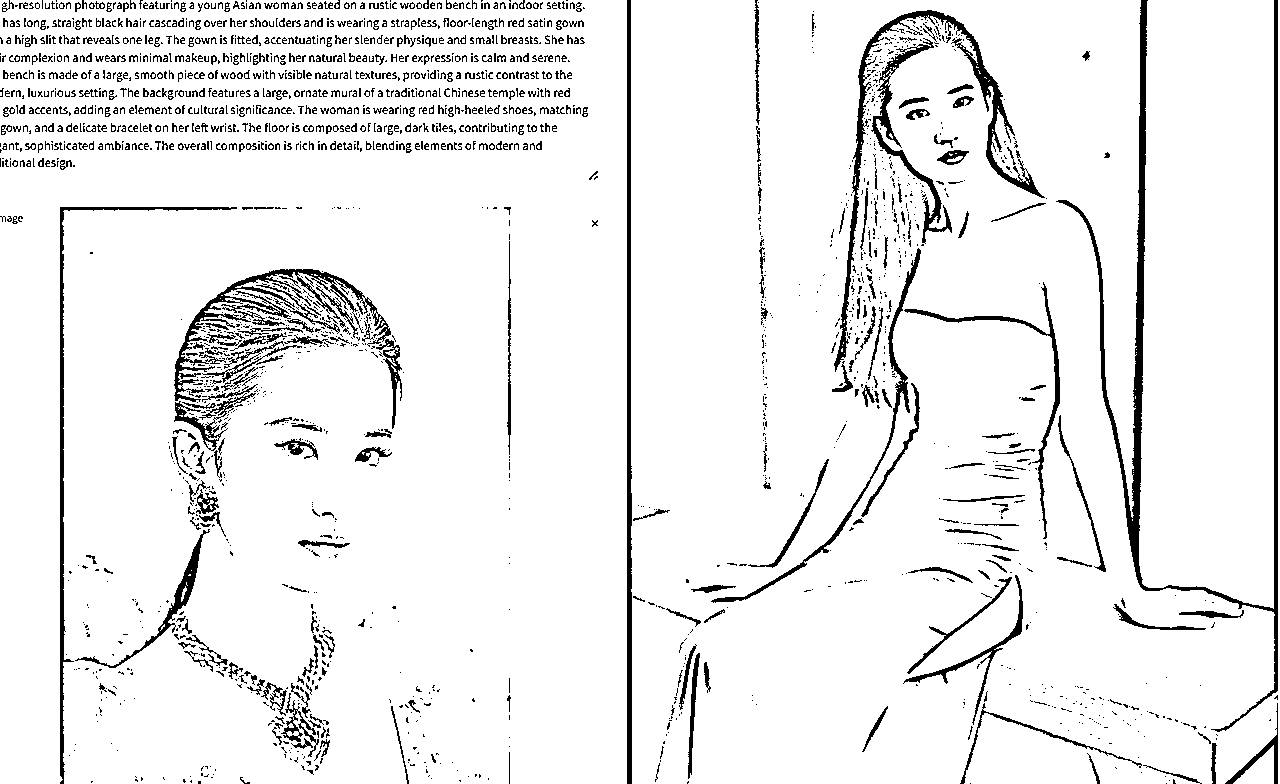 gh-resolution photograph featuring a young Asian woman seated on a rustic wooden bench in an indoor setting.
has long, straight black hair cascading over her shoulders and is wearing a strapless, floor-length red satin gown
a high slit that reveals one leg. The gown is fitted, accentuating her slender physique and small breasts. She has
ir complexion and wears minimal makeup, highlighting her natural beauty. Her expression is calm and serene.
bench is made of a large, smooth piece of wood with visible natural textures, providing a rustic contrast to the
dern, luxurious setting. The background features a large, ornate mural of a traditional Chinese temple with red
gold accents, adding an element of cultural significance. The woman is wearing red high-heeled shoes, matching
gown, and a delicate bracelet on her left wrist. The floor is composed of large, dark tiles, contributing to the
gant, sophisticated ambiance. The overall composition is rich in detail, blending elements of modern and
ditional design.
mage